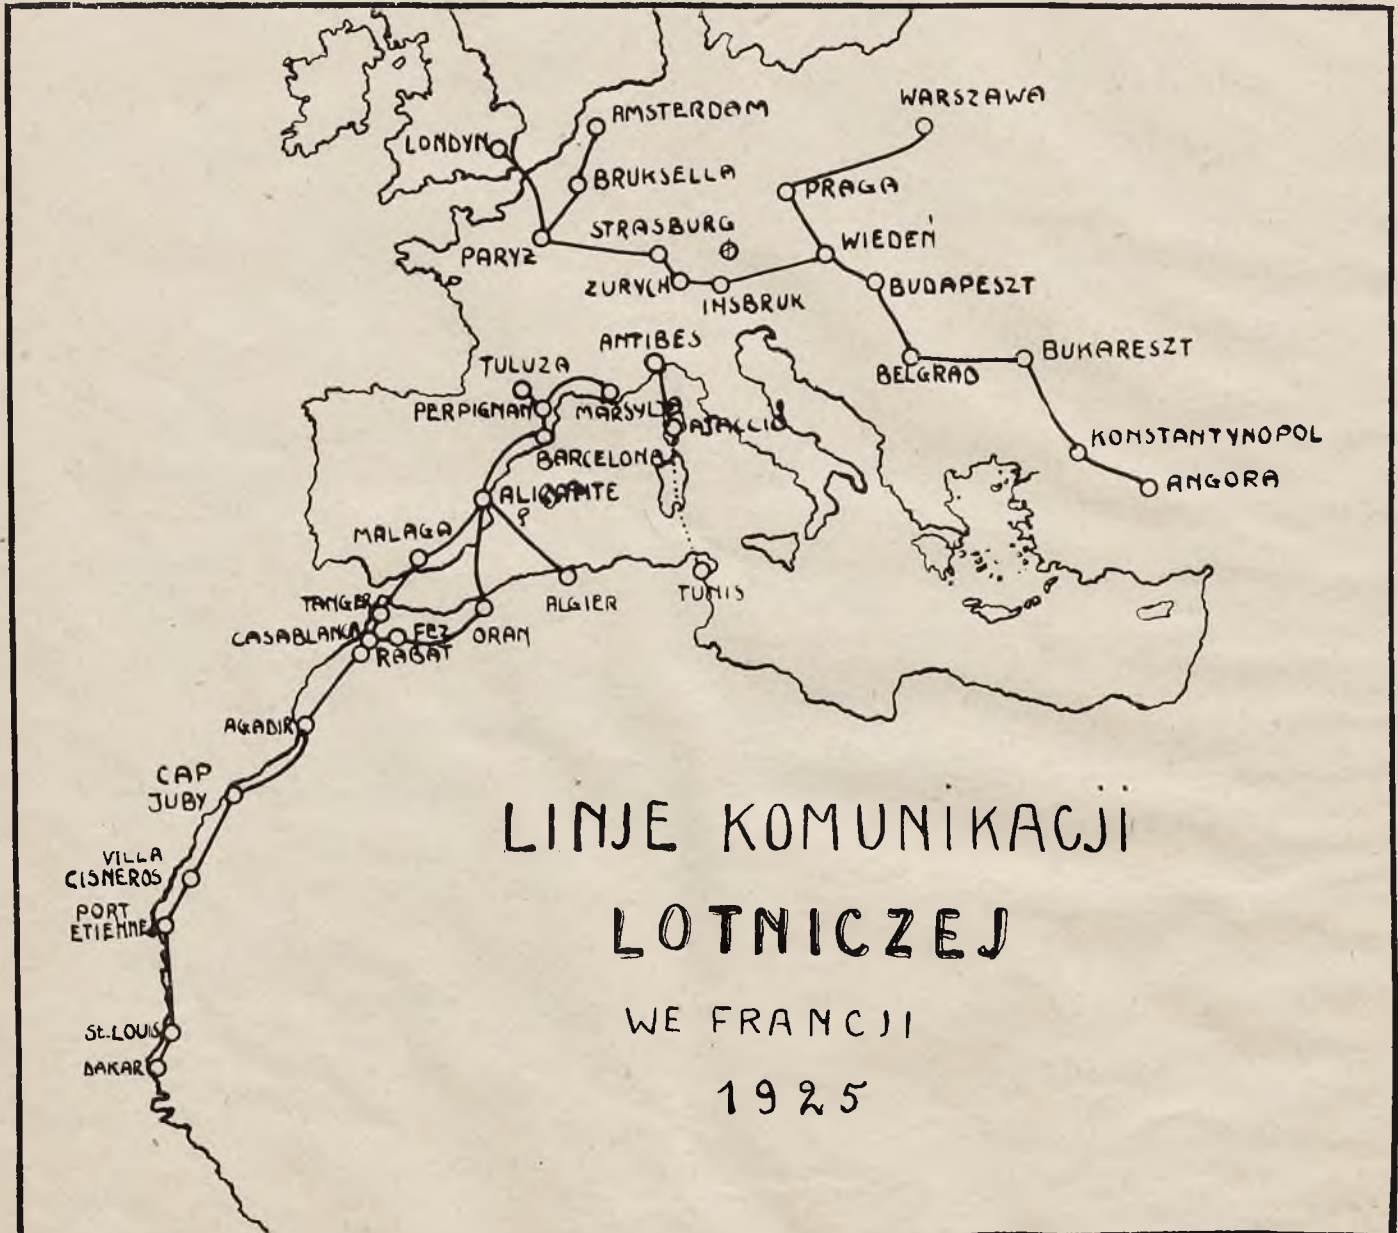 WARSZAWA
AMSTERDAM
LONDYN
BRUKSELLA
PRAGA
STRASBURG
WIEDEŃ
PARYZ
ZURYCH
BUDAPESZT
INSBRUK
ANTIBES
BUKARESZT
TULUZA
BELGRAD
PERPIGNAN
MARSYLJA
AJACCIO
KONSTANTYNOPOL
BARCELONA
ANGORA
ALICANTE
MALAGA
TANGER
ALGIER
TUNIS
CASABLANCA
FEZ
ORAN
RABAT
AGADIR
CAP
JUBY
LINJE KOMUNIKACJI
VILLA
CISNEROS
PORT
ETIENNE
LOTNICZEJ
WE FRANCJI
St.LOUIS
DAKAR
1925